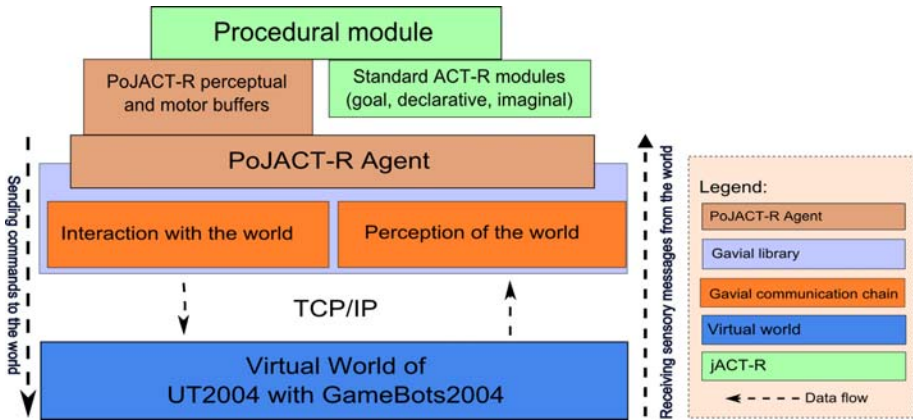 Procedural module
PoJACT-R perceptual
and motor buffers
Standard ACT-R modules
(goal, declarative, imaginal)
PoJACT-R Agent
Interaction with the world
Perception of the world
TCP/IP
Virtual World of
UT2004 with GameBots2004
Sending commands to the world
Receiving sensory messages from the world
Legend:
PoJACT-R Agent
Gavial library
Gavial communication chain
Virtual world
jACT-R
Data flow